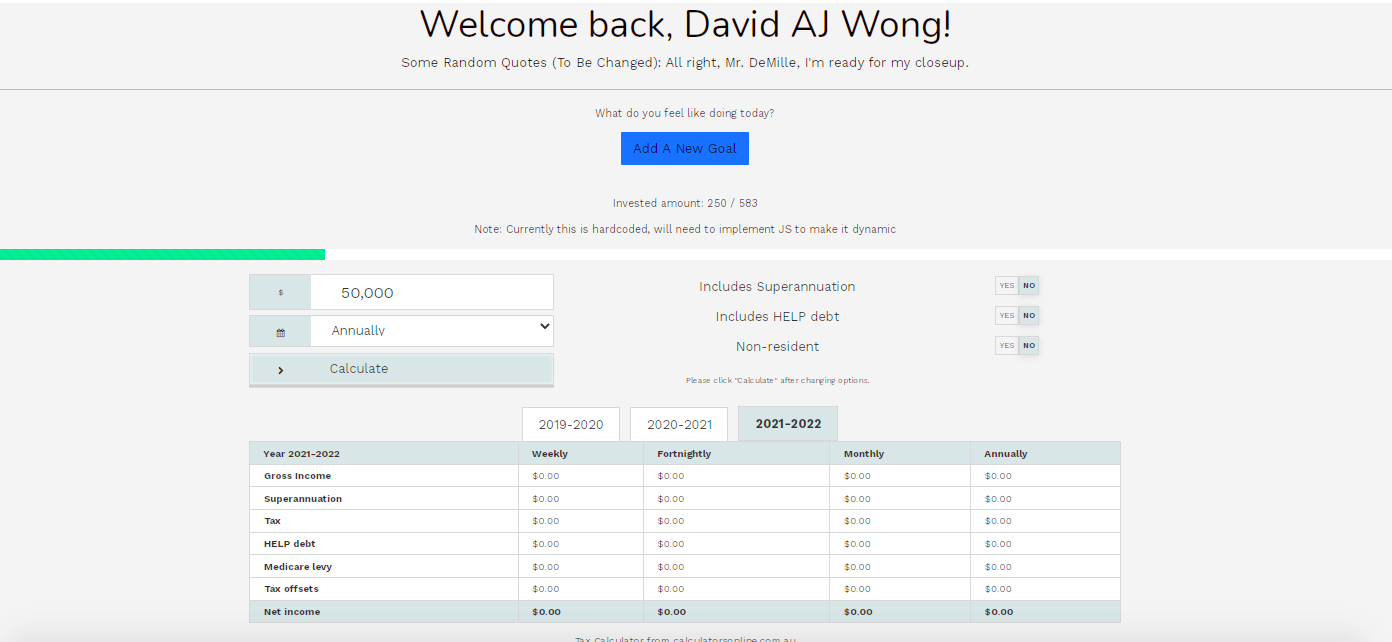 Welcome back, David AJ Wong!
Some Random Quotes (To Be Changed): All right, Mr. DeMille, I'm ready for my closeup.
What do you feel like doing today?
Add A New Goal
Invested amount: 250 / 583
Note: Currently this is hardcoded, will need to implement JS to make it dynamic
$ 50,000
Annually
Calculate
Includes Superannuation YES NO
Includes HELP debt YES NO
Non-resident YES NO
Please click "Calculate" after changing options.
2019-2020 2020-2021 2021-2022
Year 2021-2022 Weekly Fortnightly Monthly Annually
Gross Income $0.00 $0.00 $0.00 $0.00
Superannuation $0.00 $0.00 $0.00 $0.00
Tax $0.00 $0.00 $0.00 $0.00
HELP debt $0.00 $0.00 $0.00 $0.00
Medicare levy $0.00 $0.00 $0.00 $0.00
Tax offsets $0.00 $0.00 $0.00 $0.00
Net income $0.00 $0.00 $0.00 $0.00
Tax Calculator from calculatorsonline.com.au